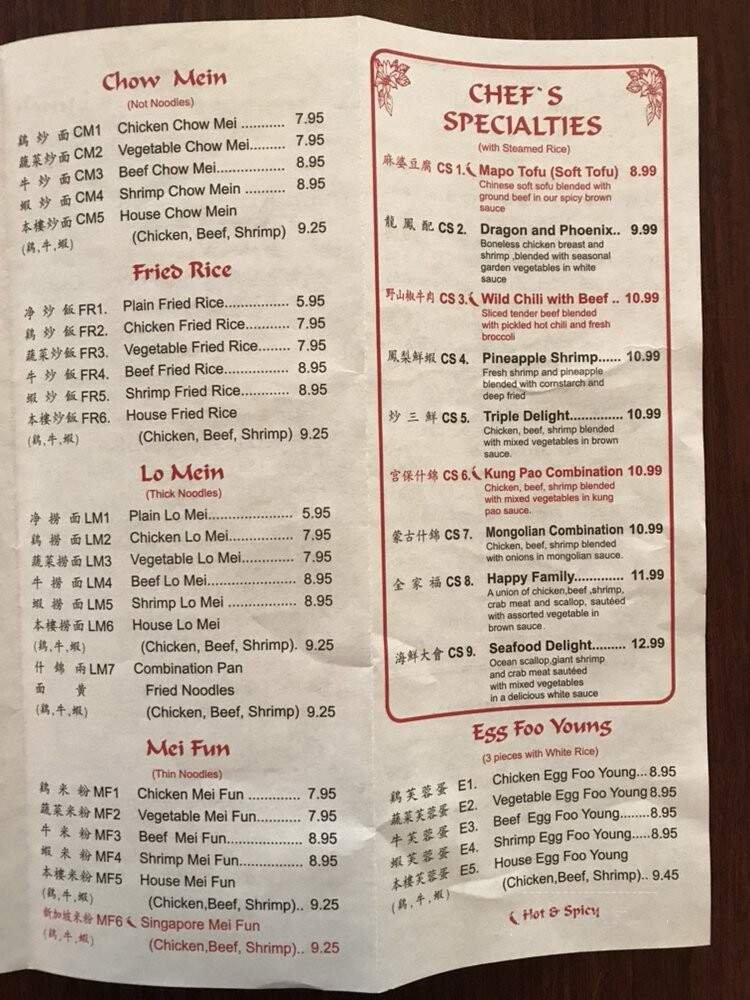 Chow Mein
(Not Noodles)
鷄 炒 面 CM1 Chicken Chow Mei ........... 7.95
蔬菜炒面 CM2 Vegetable Chow Mei......... 7.95
牛 炒 面 CM3 Beef Chow Mei.................. 8.95
蝦 炒 面 CM4 Shrimp Chow Mein .......... 8.95
本樓炒面 CM5 House Chow Mein
(鷄,牛,蝦) (Chicken, Beef, Shrimp) 9.25
Fried Rice
净 炒 飯 FR1. Plain Fried Rice................ 5.95
鷄 炒 飯 FR2. Chicken Fried Rice........... 7.95
蔬菜炒飯 FR3. Vegetable Fried Rice........ 7.95
牛 炒 飯 FR4. Beef Fried Rice................ 8.95
蝦 炒 飯 FR5. Shrimp Fried Rice............ 8.95
本樓炒飯 FR6. House Fried Rice
(鷄,牛,蝦) (Chicken, Beef, Shrimp) 9.25
Lo Mein
(Thick Noodles)
净 撈 面 LM1 Plain Lo Mei..................... 5.95
鷄 撈 面 LM2 Chicken Lo Mei................ 7.95
蔬菜撈面 LM3 Vegetable Lo Mei............. 7.95
牛 撈 面 LM4 Beef Lo Mei...................... 8.95
蝦 撈 面 LM5 Shrimp Lo Mei ................. 8.95
本樓撈面 LM6 House Lo Mei
(鷄,牛,蝦) (Chicken, Beef, Shrimp). 9.25
什 錦 兩 LM7 Combination Pan
面 黄 Fried Noodles
(鷄,牛,蝦) (Chicken, Beef, Shrimp) 9.25
Mei Fun
(Thin Noodles)
鷄 米 粉 MF1 Chicken Mei Fun ............. 7.95
蔬菜米粉 MF2 Vegetable Mei Fun........... 7.95
牛 米 粉 MF3 Beef Mei Fun................... 8.95
蝦 米 粉 MF4 Shrimp Mei Fun................ 8.95
本樓米粉 MF5 House Mei Fun
(鷄,牛,蝦) (Chicken,Beef, Shrimp).. 9.25
新加坡米粉 MF6 Singapore Mei Fun
(鷄,牛,蝦) (Chicken,Beef, Shrimp).. 9.25
CHEF`S
SPECIALTIES
(with Steamed Rice)
麻婆豆腐 CS 1. Mapo Tofu (Soft Tofu) 8.99
Chinese soft sofu blended with
ground beef in our spicy brown
sauce
龍 鳳 配 CS 2. Dragon and Phoenix.. 9.99
Boneless chicken breast and
shrimp ,blended with seasonal
garden vegetables in white
sauce
野山椒牛肉 CS 3. Wild Chili with Beef .. 10.99
Sliced tender beef blended
with pickled hot chili and fresh
broccoli
鳳梨鮮蝦 CS 4. Pineapple Shrimp...... 10.99
Fresh shrimp and pineapple
blended with cornstarch and
deep fried
炒 三 鮮 CS 5. Triple Delight.............. 10.99
Chicken, beef, shrimp blended
with mixed vegetables in brown
sauce.
宫保什錦 CS 6. Kung Pao Combination 10.99
Chicken, beef, shrimp blended
with mixed vegetables in kung
pao sauce.
蒙古什錦 CS 7. Mongolian Combination 10.99
Chicken, beef, shrimp blended
with onions in mongolian sauce.
全 家 福 CS 8. Happy Family............. 11.99
A union of chicken,beef ,shrimp,
crab meat and scallop, sautéed
with assorted vegetable in
brown sauce
海鮮大會 CS 9. Seafood Delight......... 12.99
Ocean scallop,giant shrimp
and crab meat sautéed
with mixed vegetables
in a delicious white sauce
Egg Foo Young
(3 pieces with White Rice)
鷄 芙 蓉 蛋 E1. Chicken Egg Foo Young... 8.95
蔬菜芙蓉蛋 E2. Vegetable Egg Foo Young 8.95
牛 芙 蓉 蛋 E3. Beef Egg Foo Young........ 8.95
蝦 芙 蓉 蛋 E4. Shrimp Egg Foo Young..... 8.95
本樓芙蓉蛋 E5. House Egg Foo Young
(鷄,牛,蝦) (Chicken,Beef, Shrimp).. 9.45
Hot & Spicy